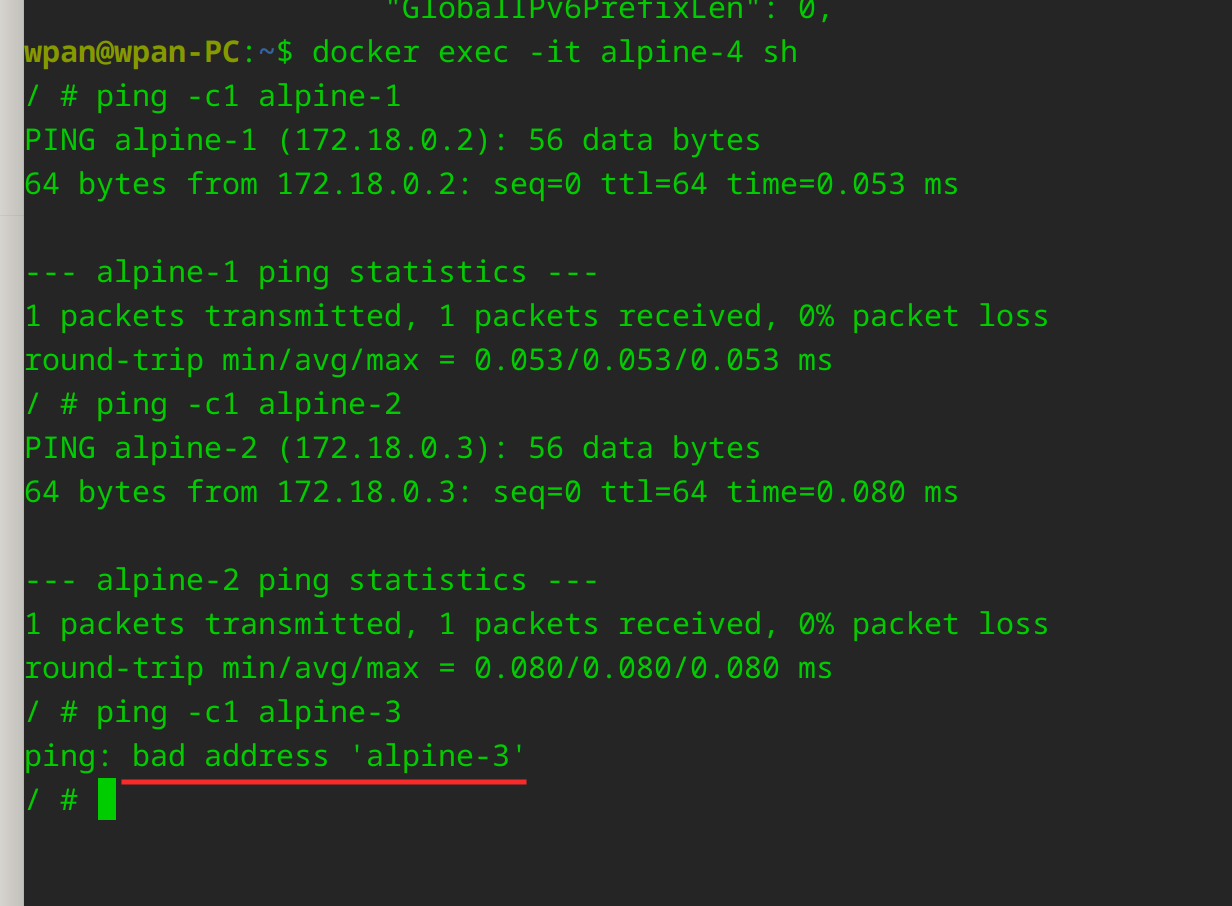 "GlobalIPv6PrefixLen": 0,
wpan@wpan-PC:~$ docker exec -it alpine-4 sh
/ # ping -c1 alpine-1
PING alpine-1 (172.18.0.2): 56 data bytes
64 bytes from 172.18.0.2: seq=0 ttl=64 time=0.053 ms
--- alpine-1 ping statistics ---
1 packets transmitted, 1 packets received, 0% packet loss
round-trip min/avg/max = 0.053/0.053/0.053 ms
/ # ping -c1 alpine-2
PING alpine-2 (172.18.0.3): 56 data bytes
64 bytes from 172.18.0.3: seq=0 ttl=64 time=0.080 ms
--- alpine-2 ping statistics ---
1 packets transmitted, 1 packets received, 0% packet loss
round-trip min/avg/max = 0.080/0.080/0.080 ms
/ # ping -c1 alpine-3
ping: bad address 'alpine-3'
/ #